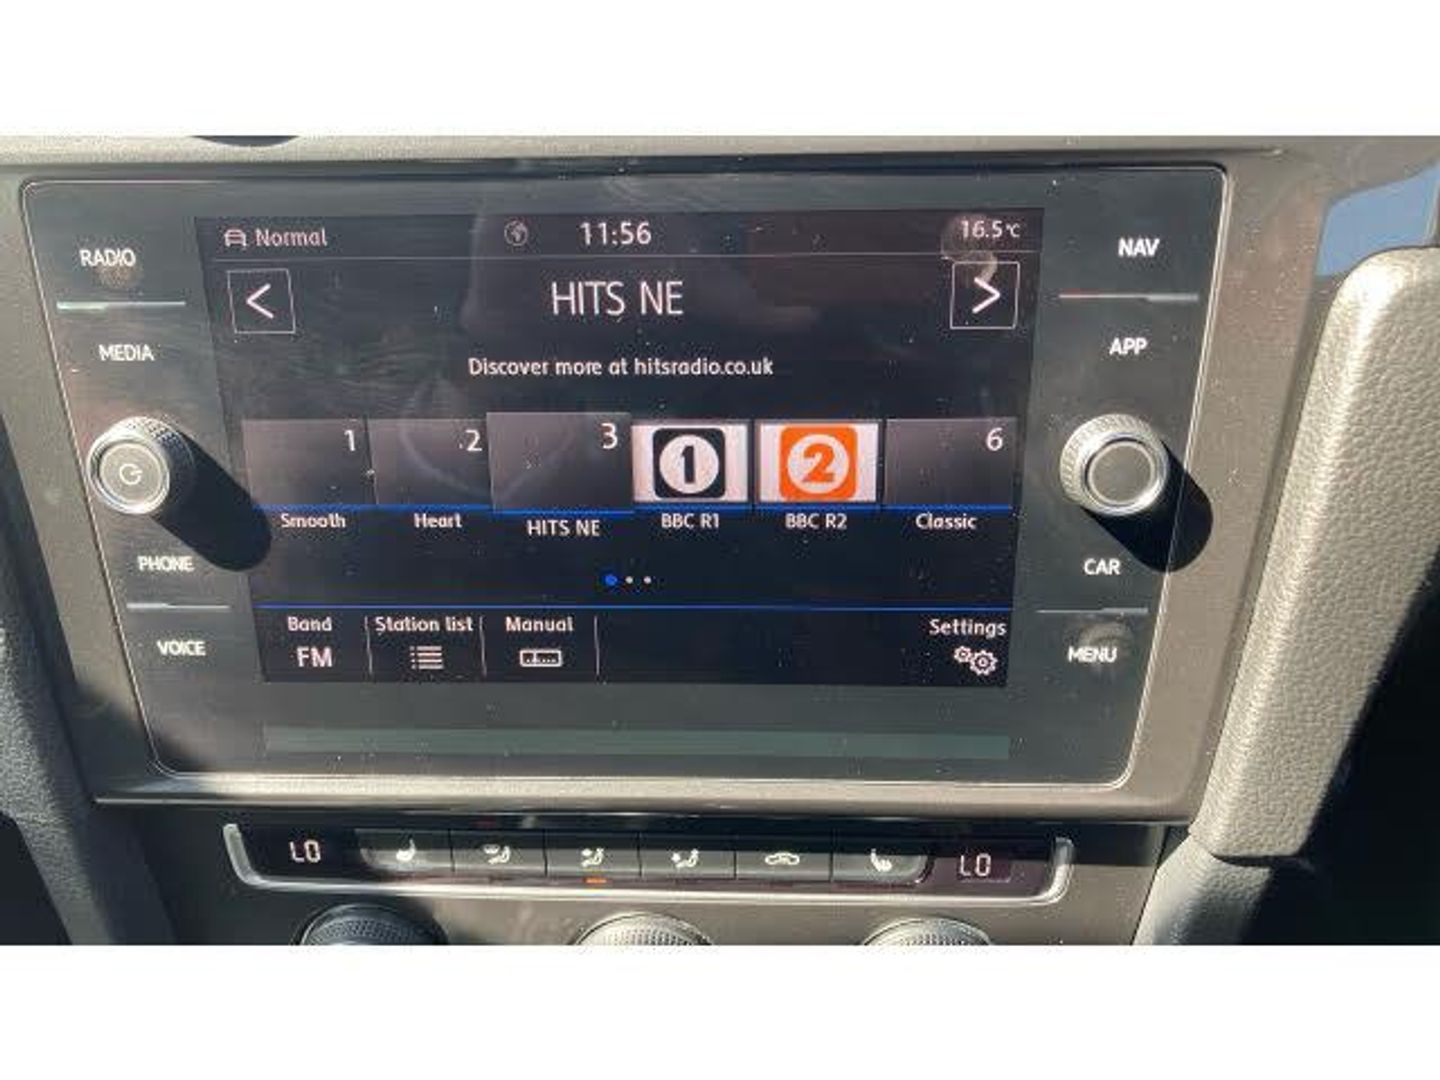 Normal 11:56 16.5°C
RADIO NAV
< HITS NE >
MEDIA APP
Discover more at hitsradio.co.uk
1 2 3 1 2 6
Smooth Heart HITS NE BBC R1 BBC R2 Classic
PHONE CAR
Band Station list Manual Settings
FM
VOICE MENU
LO LO